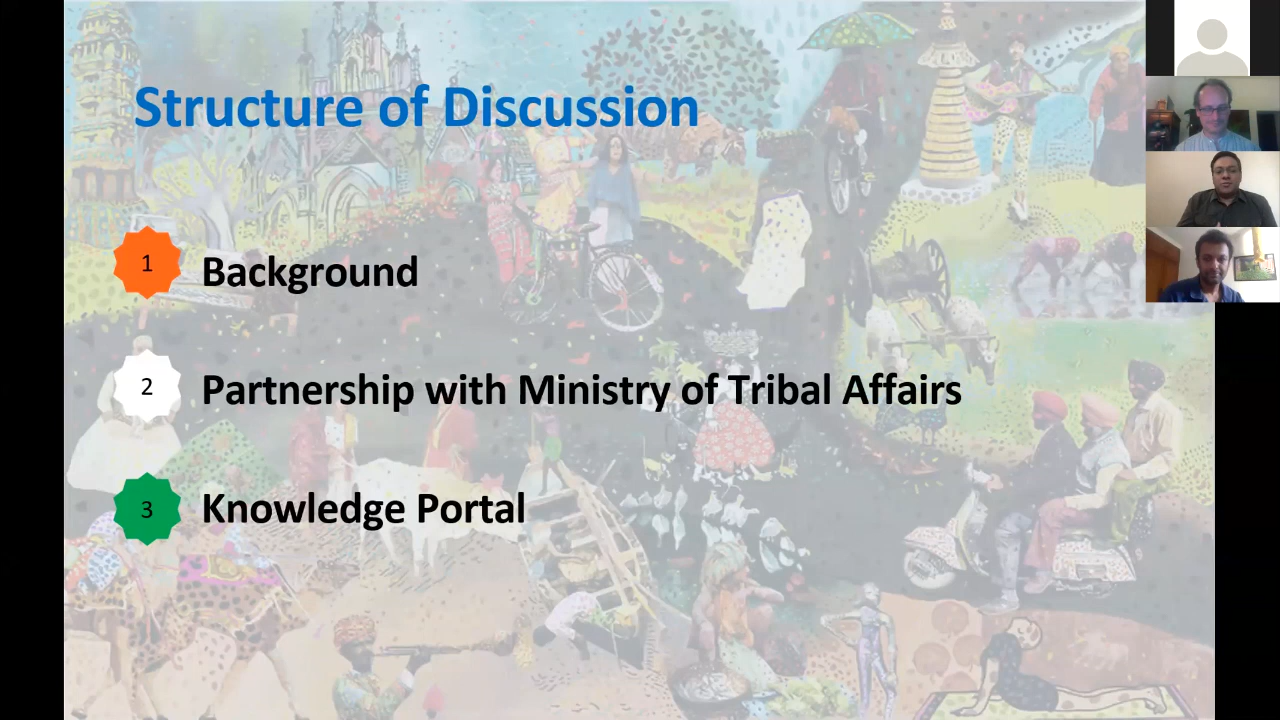 Structure of Discussion
1
Background
2
Partnership with Ministry of Tribal Affairs
3
Knowledge Portal